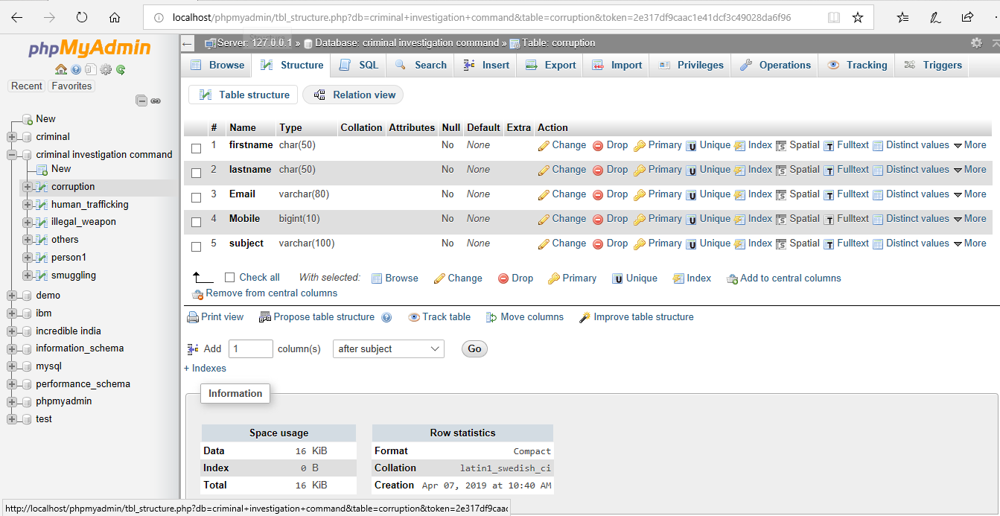 localhost/phpmyadmin/tbl_structure.php?db=criminal+investigation+command&table=corruption&token=2e317df9caac1e41dcf3c49028da6f96
phpMyAdmin
Recent Favorites
New
criminal
criminal investigation command
New
corruption
human_trafficking
illegal_weapon
others
person1
smuggling
demo
ibm
incredible india
information_schema
mysql
performance_schema
phpmyadmin
test
Server: 127.0.0.1 » Database: criminal investigation command » Table: corruption
Browse Structure SQL Search Insert Export Import Privileges Operations Tracking Triggers
Table structure Relation view
# Name Type Collation Attributes Null Default Extra Action
1 firstname char(50) No None Change Drop Primary Unique Index Spatial Fulltext Distinct values More
2 lastname char(50) No None Change Drop Primary Unique Index Spatial Fulltext Distinct values More
3 Email varchar(80) No None Change Drop Primary Unique Index Spatial Fulltext Distinct values More
4 Mobile bigint(10) No None Change Drop Primary Unique Index Spatial Fulltext Distinct values More
5 subject varchar(100) No None Change Drop Primary Unique Index Spatial Fulltext Distinct values More
Check all With selected: Browse Change Drop Primary Unique Index Add to central columns
Remove from central columns
Print view Propose table structure Track table Move columns Improve table structure
Add 1 column(s) after subject Go
+ Indexes
Information
Space usage
Data 16 KiB
Index 0 B
Total 16 KiB
Row statistics
Format Compact
Collation latin1_swedish_ci
Creation Apr 07, 2019 at 10:40 AM
http://localhost/phpmyadmin/tbl_structure.php?db=criminal+investigation+command&table=corruption&token=2e317df9caac